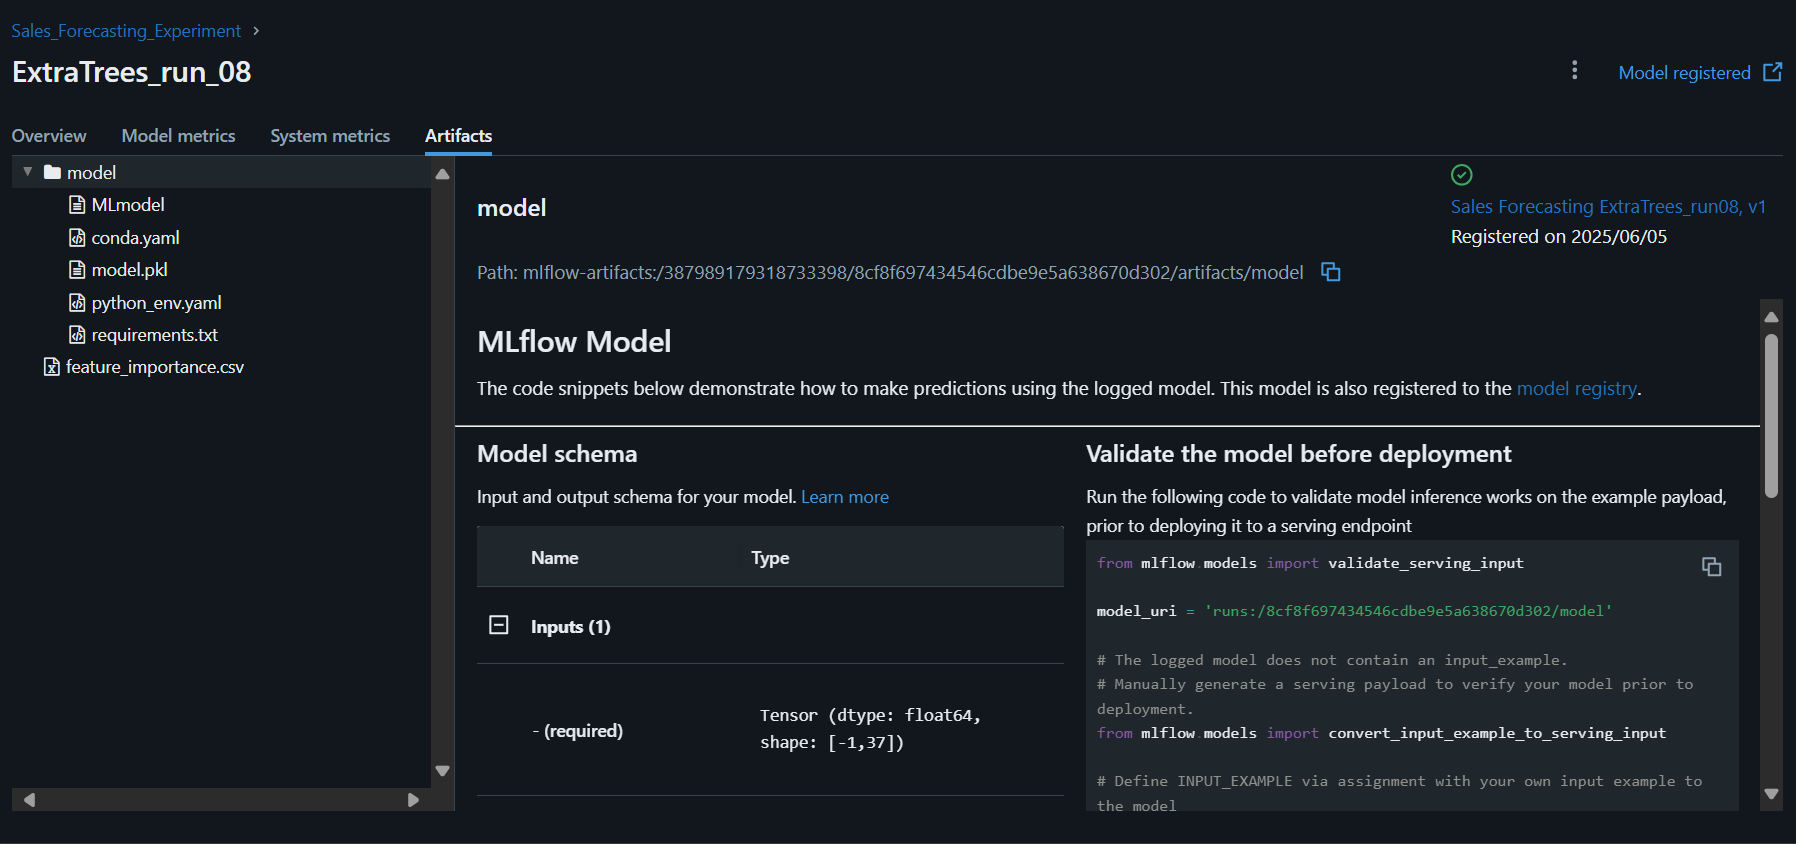 Sales_Forecasting_Experiment
ExtraTrees_run_08
Model registered
Overview
Model metrics
System metrics
Artifacts
model
MLmodel
conda.yaml
model.pkl
python_env.yaml
requirements.txt
feature_importance.csv
model
Sales Forecasting ExtraTrees_run08, v1
Registered on 2025/06/05
Path: mlflow-artifacts:/387989179318733398/8cf8f697434546cdbe9e5a638670d302/artifacts/model
MLflow Model
The code snippets below demonstrate how to make predictions using the logged model. This model is also registered to the model registry.
Model schema
Input and output schema for your model. Learn more
Name Type
Inputs (1)
- (required)
Tensor (dtype: float64,
shape: [-1,37])
Validate the model before deployment
Run the following code to validate model inference works on the example payload,
prior to deploying it to a serving endpoint
from mlflow.models import validate_serving_input
model_uri = 'runs:/8cf8f697434546cdbe9e5a638670d302/model'
# The logged model does not contain an input_example.
# Manually generate a serving payload to verify your model prior to
deployment.
from mlflow.models import convert_input_example_to_serving_input
# Define INPUT_EXAMPLE via assignment with your own input example to
the model